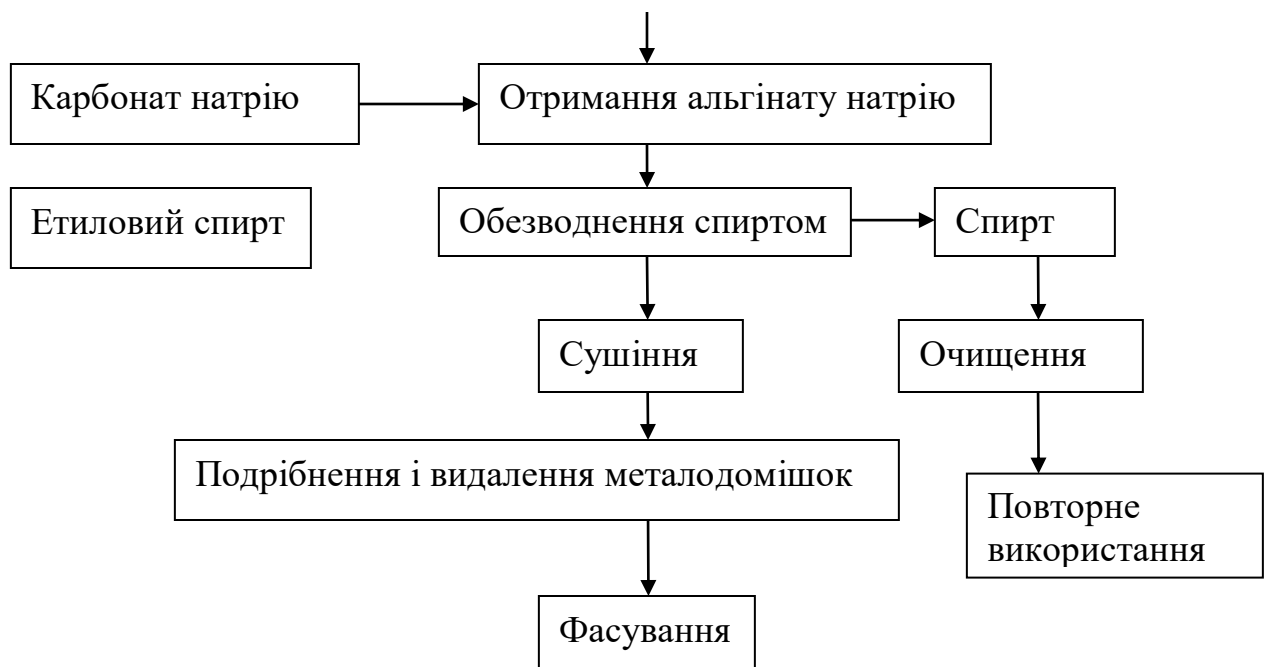 Карбонат натрію
Отримання альгінату натрію
Етиловий спирт
Обезводнення спиртом
Спирт
Сушіння
Очищення
Подрібнення і видалення металодомішок
Повторне
використання
Фасування